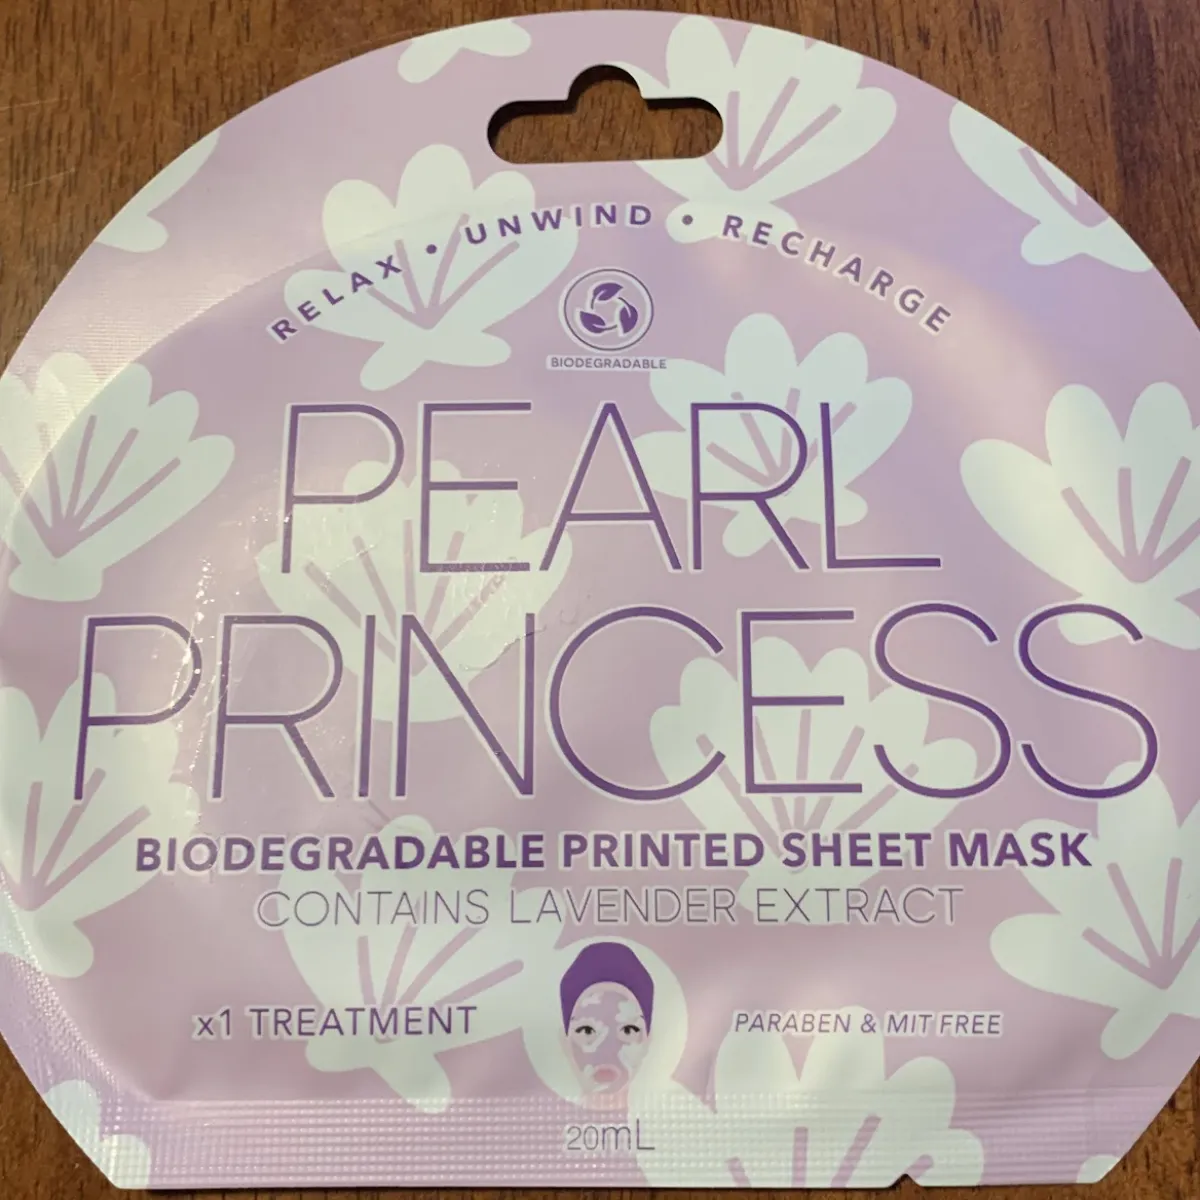 RELAX • UNWIND • RECHARGE
BIODEGRADABLE
PEARL
PRINCESS
BIODEGRADABLE PRINTED SHEET MASK
CONTAINS LAVENDER EXTRACT
x1 TREATMENT
PARABEN & MIT FREE
20mL